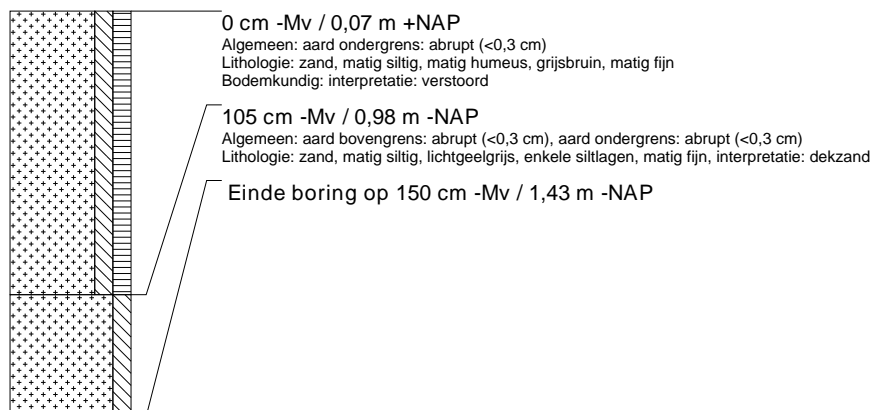 0 cm -Mv / 0,07 m +NAP
Algemeen: aard ondergrens: abrupt (<0,3 cm)
Lithologie: zand, matig siltig, matig humeus, grijsbruin, matig fijn
Bodemkundig: interpretatie: verstoord
105 cm -Mv / 0,98 m -NAP
Algemeen: aard bovengrens: abrupt (<0,3 cm), aard ondergrens: abrupt (<0,3 cm)
Lithologie: zand, matig siltig, lichtgeelgrijs, enkele siltlagen, matig fijn, interpretatie: dekzand
Einde boring op 150 cm -Mv / 1,43 m -NAP